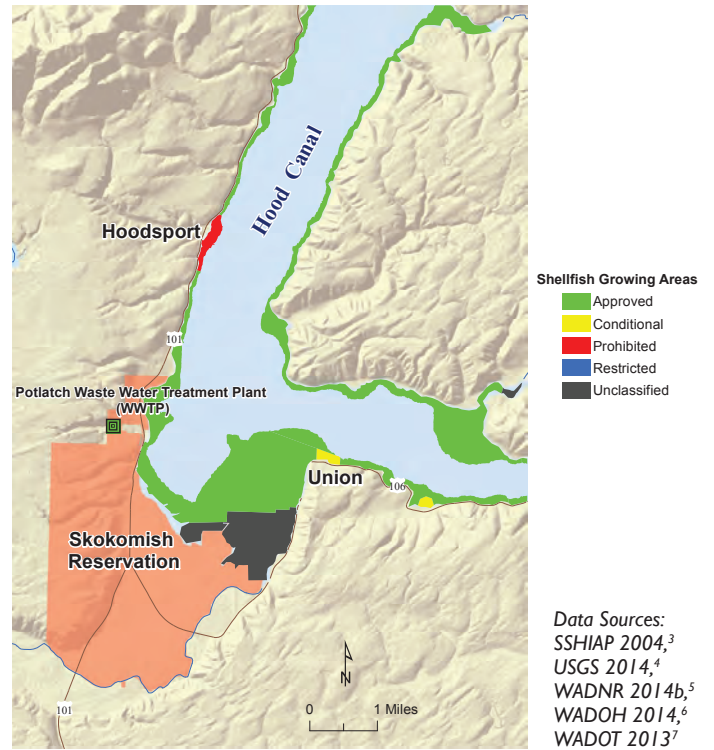 Hood Canal
Hoodsport
101
Potlatch Waste Water Treatment Plant
(WWTP)
Union
106
Skokomish
Reservation
N
0 1 Miles
101
Shellfish Growing Areas
Approved
Conditional
Prohibited
Restricted
Unclassified
Data Sources:
SSHIAP 2004,³
USGS 2014,⁴
WADNR 2014b,⁵
WADOH 2014,⁶
WADOT 2013⁷